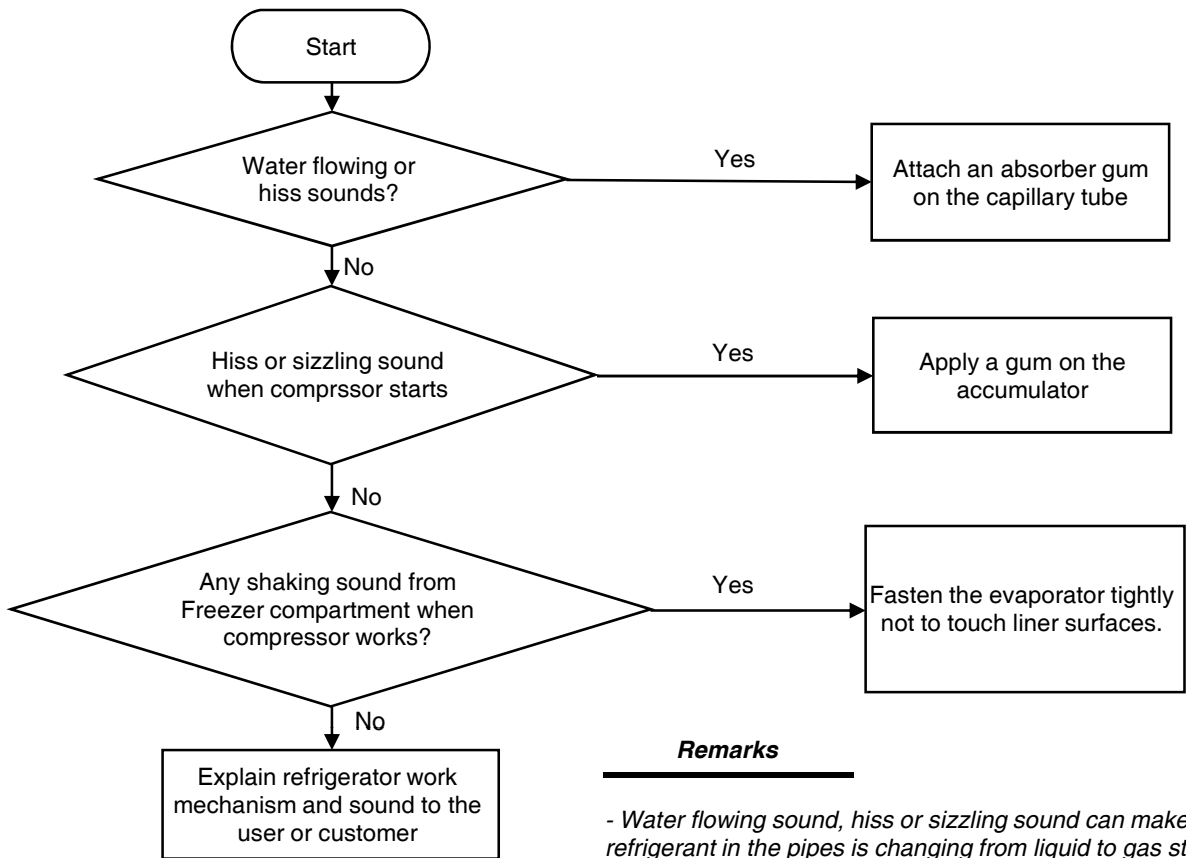 Start
Water flowing or
hiss sounds?
Yes
Attach an absorber gum
on the capillary tube
No
Hiss or sizzling sound
when comprssor starts
Yes
Apply a gum on the
accumulator
No
Any shaking sound from
Freezer compartment when
compressor works?
Yes
Fasten the evaporator tightly
not to touch liner surfaces.
No
Explain refrigerator work
mechanism and sound to the
user or customer
Remarks
- Water flowing sound, hiss or sizzling sound can make
refrigerant in the pipes is changing from liquid to gas